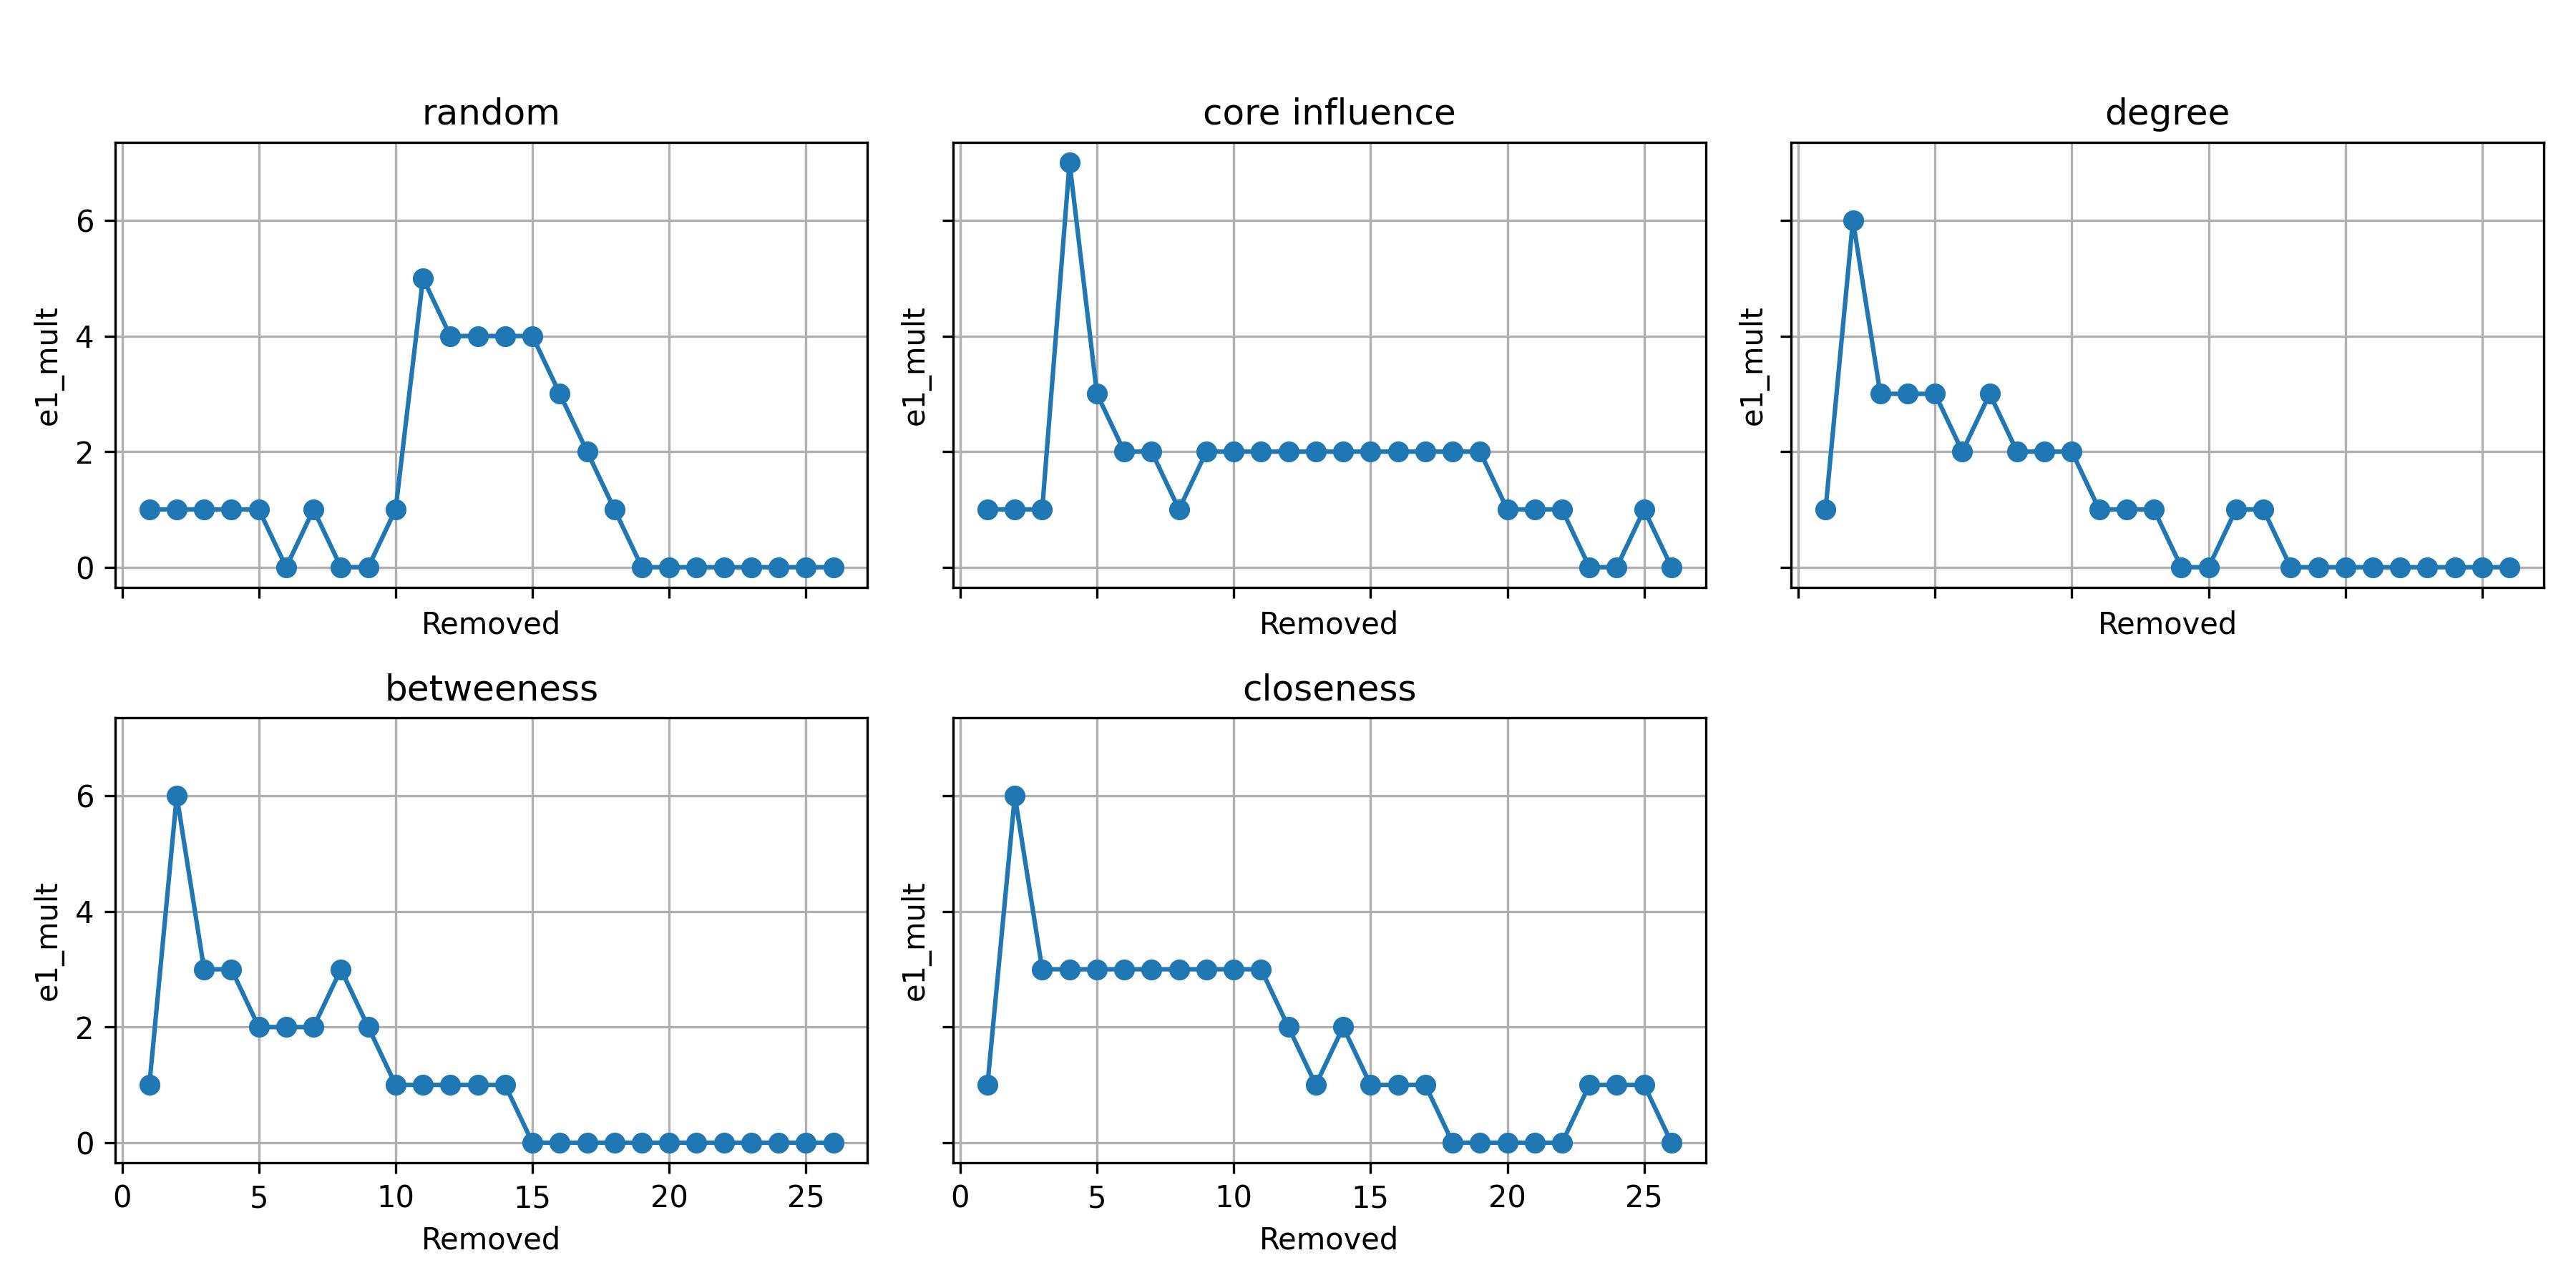 random
core influence
degree
6
4
2
0
e1_mult
e1_mult
e1_mult
Removed
Removed
Removed
betweeness
closeness
6
4
2
0
e1_mult
e1_mult
0 5 10 15 20 25
0 5 10 15 20 25
Removed
Removed